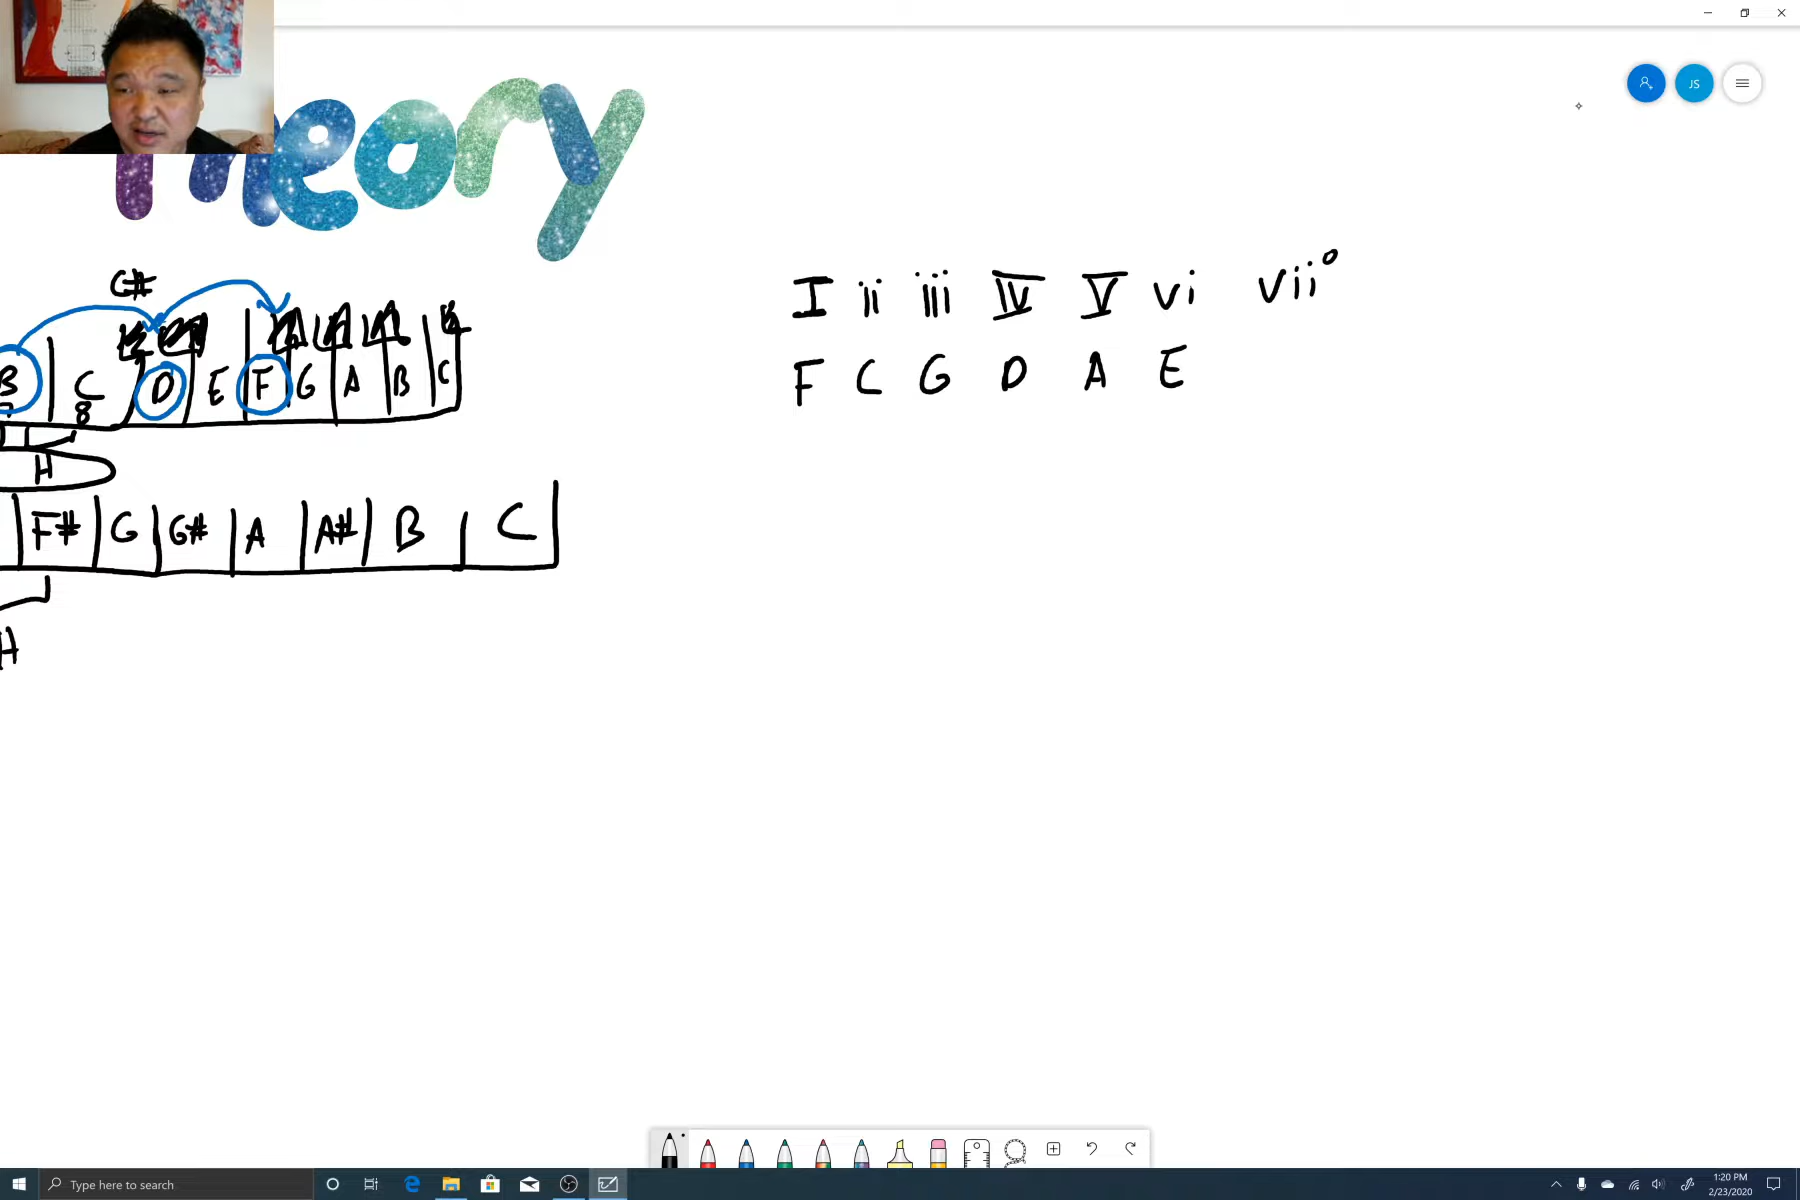 JS
Theory
I ii iii IV V vi vii°
F C G D A E
C#
B C D E F G A B C
8
H
F# G G# A A# B C
H
Type here to search
1:20 PM
2/23/2020